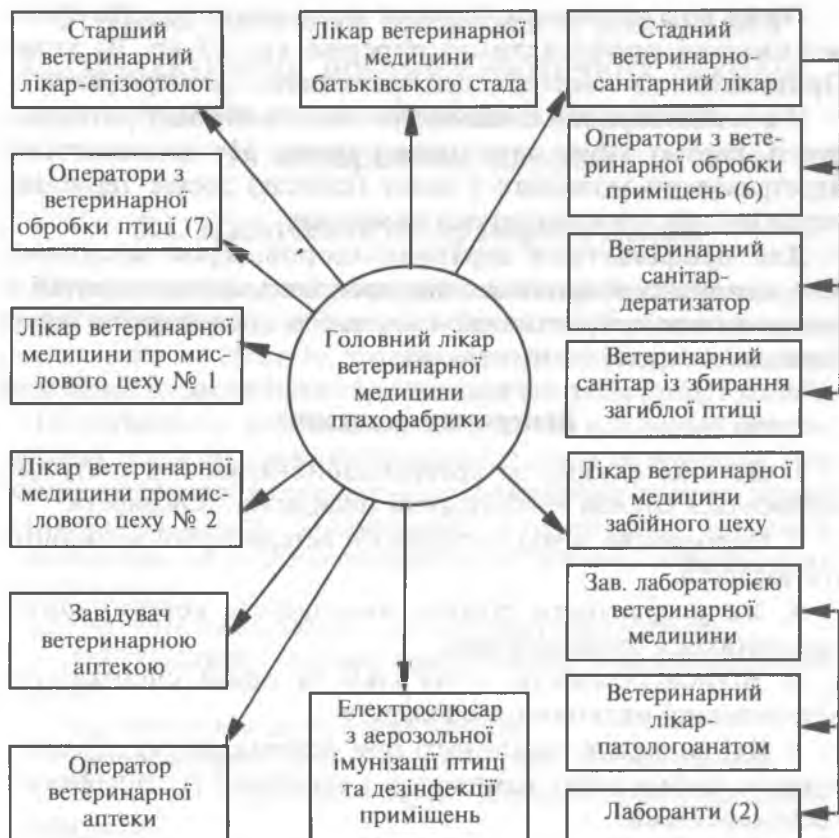 Старший
ветеринарний
лікар-епізоотолог
Лікар ветеринарної
медицини
батьківського стада
Стадний
ветеринарно-
санітарний лікар
Оператори з
ветеринарної
обробки птиці (7)
Оператори з вете-
ринарної обробки
приміщень (6)
Ветеринарний
санітар-
дератизатор
Лікар ветеринарної
медицини промис-
лового цеху № 1
Головний лікар
ветеринарної
медицини
птахофабрики
Ветеринарний
санітар із збирання
загиблої птиці
Лікар ветеринарної
медицини промис-
лового цеху № 2
Лікар ветеринарної
медицини
забійного цеху
Завідувач
ветеринарною
аптекою
Зав. лабораторією
ветеринарної
медицини
Оператор
ветеринарної
аптеки
Електрослюсар
з аерозольної
імунізації птиці
та дезінфекції
приміщень
Ветеринарний
лікар-
патологоанатом
Лаборанти (2)